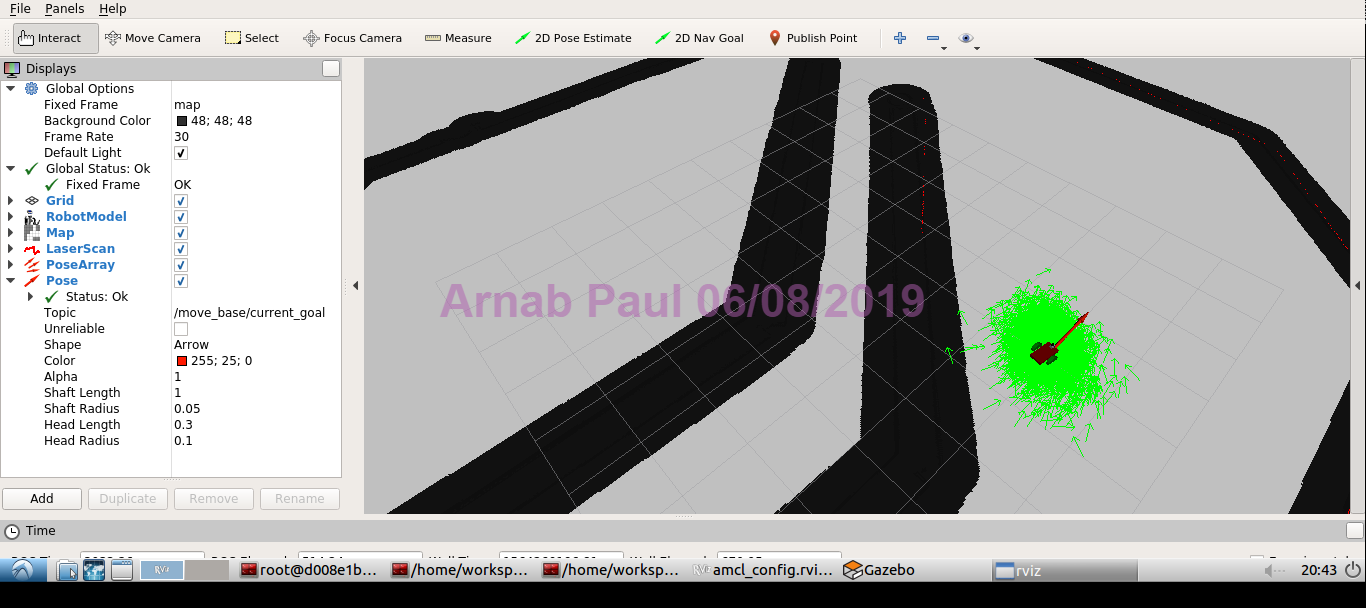 File Panels Help
Interact Move Camera Select Focus Camera Measure 2D Pose Estimate 2D Nav Goal Publish Point
Displays
Global Options
Fixed Frame map
Background Color 48; 48; 48
Frame Rate 30
Default Light
Global Status: Ok
Fixed Frame OK
Grid
RobotModel
Map
LaserScan
PoseArray
Pose
Status: Ok
Topic /move_base/current_goal
Unreliable
Shape Arrow
Color 255; 25; 0
Alpha 1
Shaft Length 1
Shaft Radius 0.05
Head Length 0.3
Head Radius 0.1
Arnab Paul 06/08/2019
Add Duplicate Remove Rename
Time
root@d008e1b... /home/worksp... /home/worksp... amcl_config.rvi... Gazebo rviz 20:43